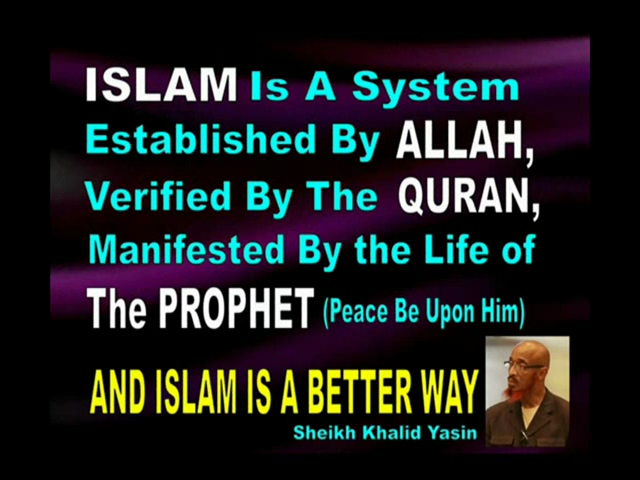 ISLAM Is A System
Established By ALLAH,
Verified By The QURAN,
Manifested By the Life of
The PROPHET (Peace Be Upon Him)
AND ISLAM IS A BETTER WAY
Sheikh Khalid Yasin